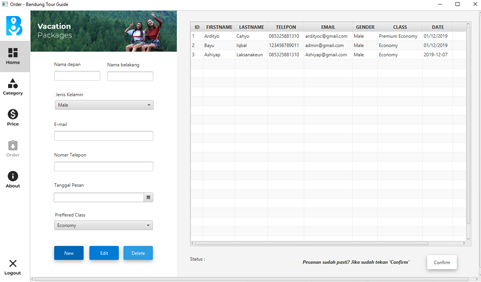 Order - Bandung Tour Guide
Home
Category
Price
Order
About
Logout
Vacation
Packages
Nama depan
Nama belakang
Jenis Kelamin
Male
E-mail
Nomer Telepon
Tanggal Pesan
Preffered Class
Economy
New
Edit
Delete
ID FIRSTNAME LASTNAME TELEPON EMAIL GENDER CLASS DATE
1 Ardityo Cahyo 085325881310 ardityoc@gmail.com Male Premium Economy 01/12/2019
2 Bayu Iqbal 123456789011 admin@gmail.com Male Economy 01/12/2019
3 Ashiyap Laksanakeun 085325881310 Ashiyap@gmail.com Male Economy 2019-12-07
Status :
Pesanan sudah pasti? Jika sudah tekan 'Confirm'
Confirm